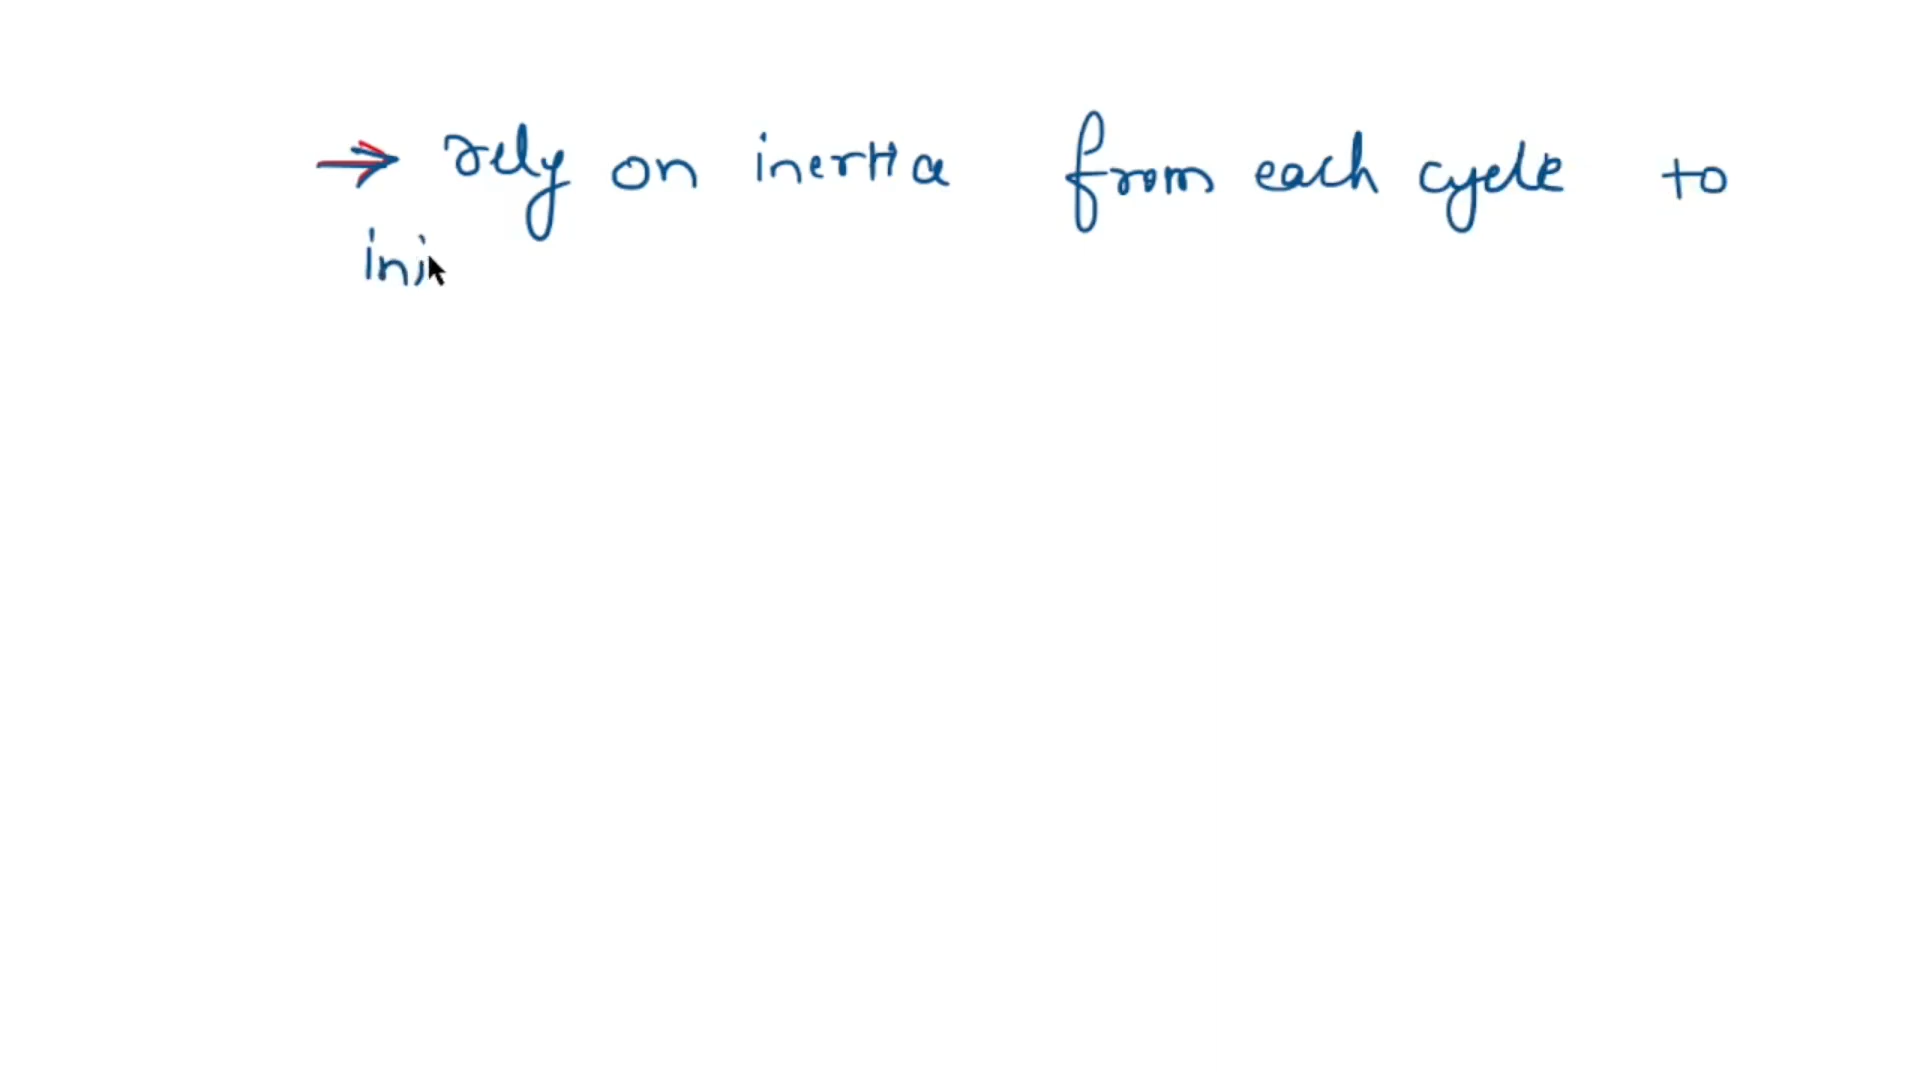 → rely on inertia from each cycle to
ini